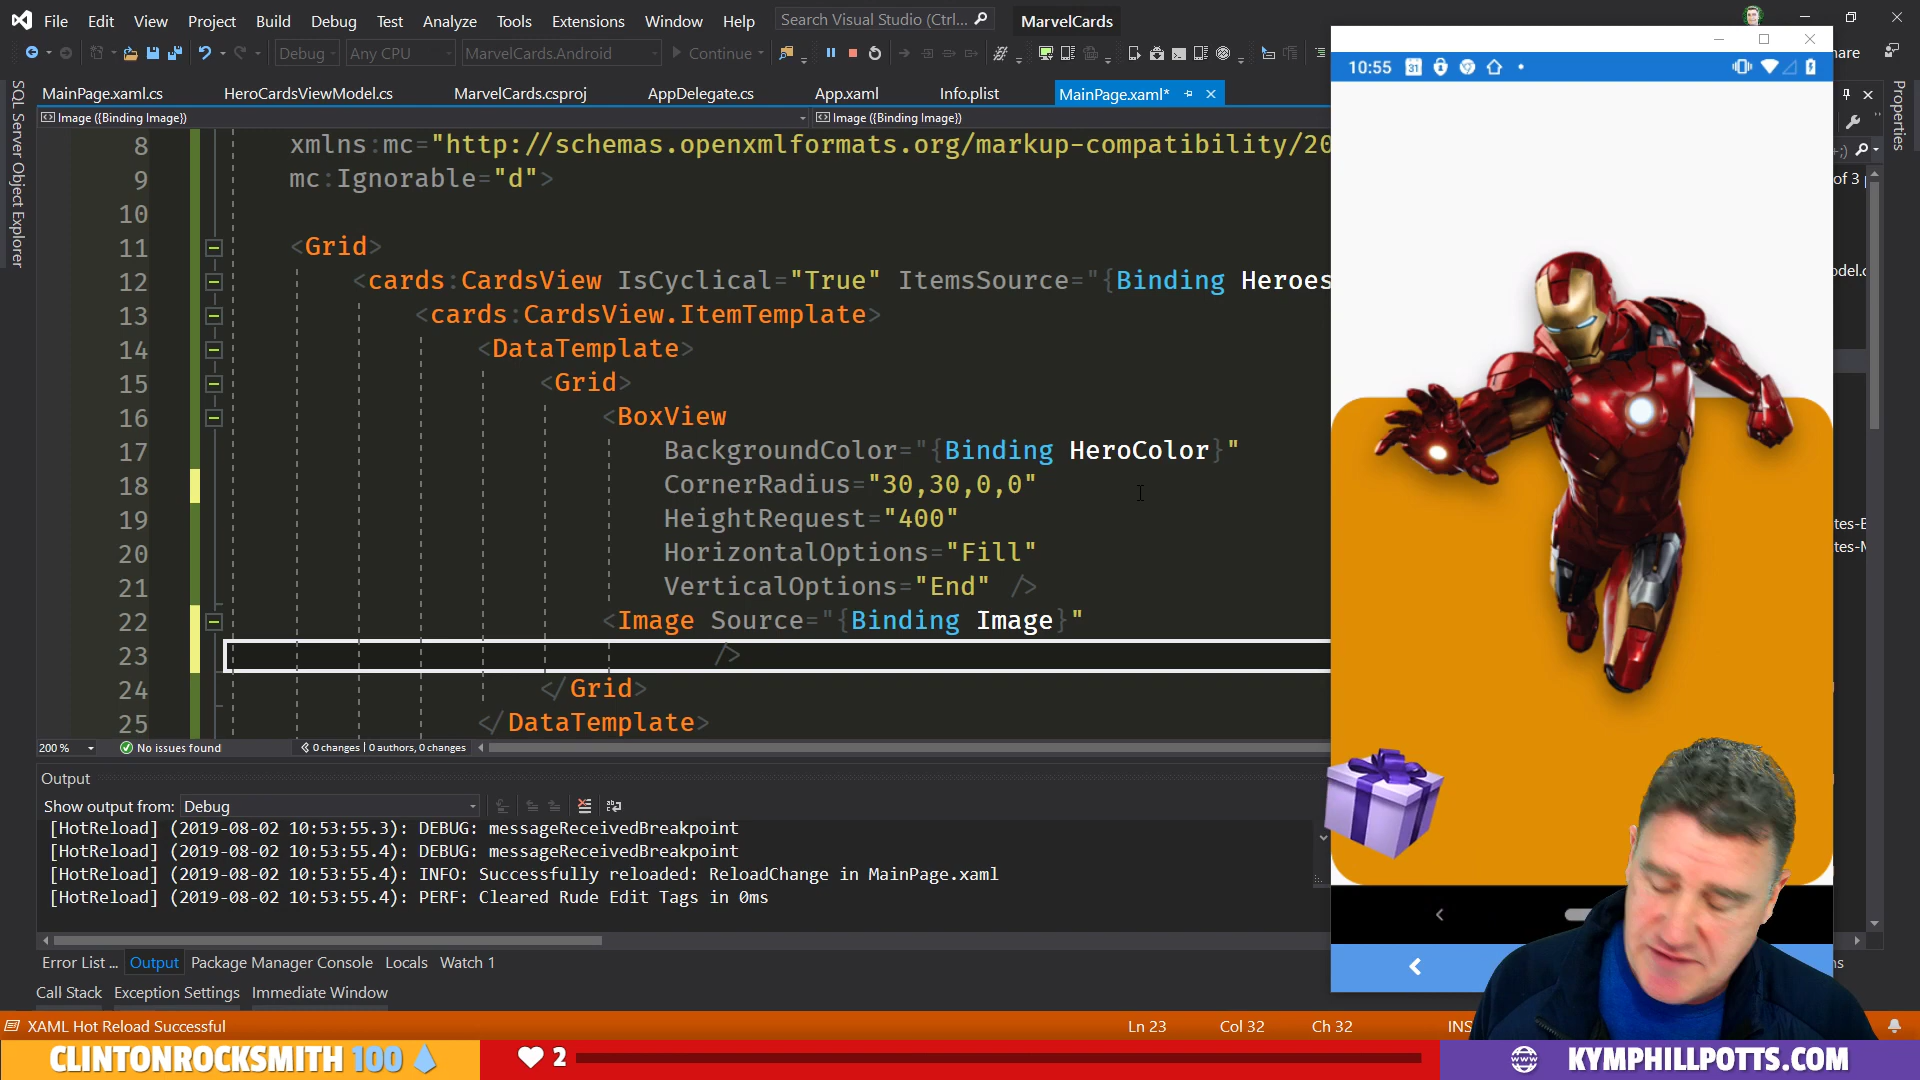 File Edit View Project Build Debug Test Analyze Tools Extensions Window Help Search Visual Studio (Ctrl... MarvelCards
Debug Any CPU MarvelCards.Android Continue
MainPage.xaml.cs HeroCardsViewModel.cs MarvelCards.csproj AppDelegate.cs App.xaml Info.plist MainPage.xaml*
Image ({Binding Image}) Image ({Binding Image})
SQL Server Object Explorer
8 xmlns:mc="http://schemas.openxmlformats.org/markup-compatibility/20
9 mc:Ignorable="d">
10
11 <Grid>
12 <cards:CardsView IsCyclical="True" ItemsSource="{Binding Heroes
13 <cards:CardsView.ItemTemplate>
14 <DataTemplate>
15 <Grid>
16 <BoxView
17 BackgroundColor="{Binding HeroColor}"
18 CornerRadius="30,30,0,0"
19 HeightRequest="400"
20 HorizontalOptions="Fill"
21 VerticalOptions="End" />
22 <Image Source="{Binding Image}"
23 />
24 </Grid>
25 </DataTemplate>
200 % No issues found 0 changes | 0 authors, 0 changes
Output
Show output from: Debug
[HotReload] (2019-08-02 10:53:55.3): DEBUG: messageReceivedBreakpoint
[HotReload] (2019-08-02 10:53:55.4): DEBUG: messageReceivedBreakpoint
[HotReload] (2019-08-02 10:53:55.4): INFO: Successfully reloaded: ReloadChange in MainPage.xaml
[HotReload] (2019-08-02 10:53:55.4): PERF: Cleared Rude Edit Tags in 0ms
Error List ... Output Package Manager Console Locals Watch 1
Call Stack Exception Settings Immediate Window
XAML Hot Reload Successful Ln 23 Col 32 Ch 32 INS
10:55 31
Properties
of 3
CLINTONROCKSMITH 100 2 KYMPHILLPOTTS.COM